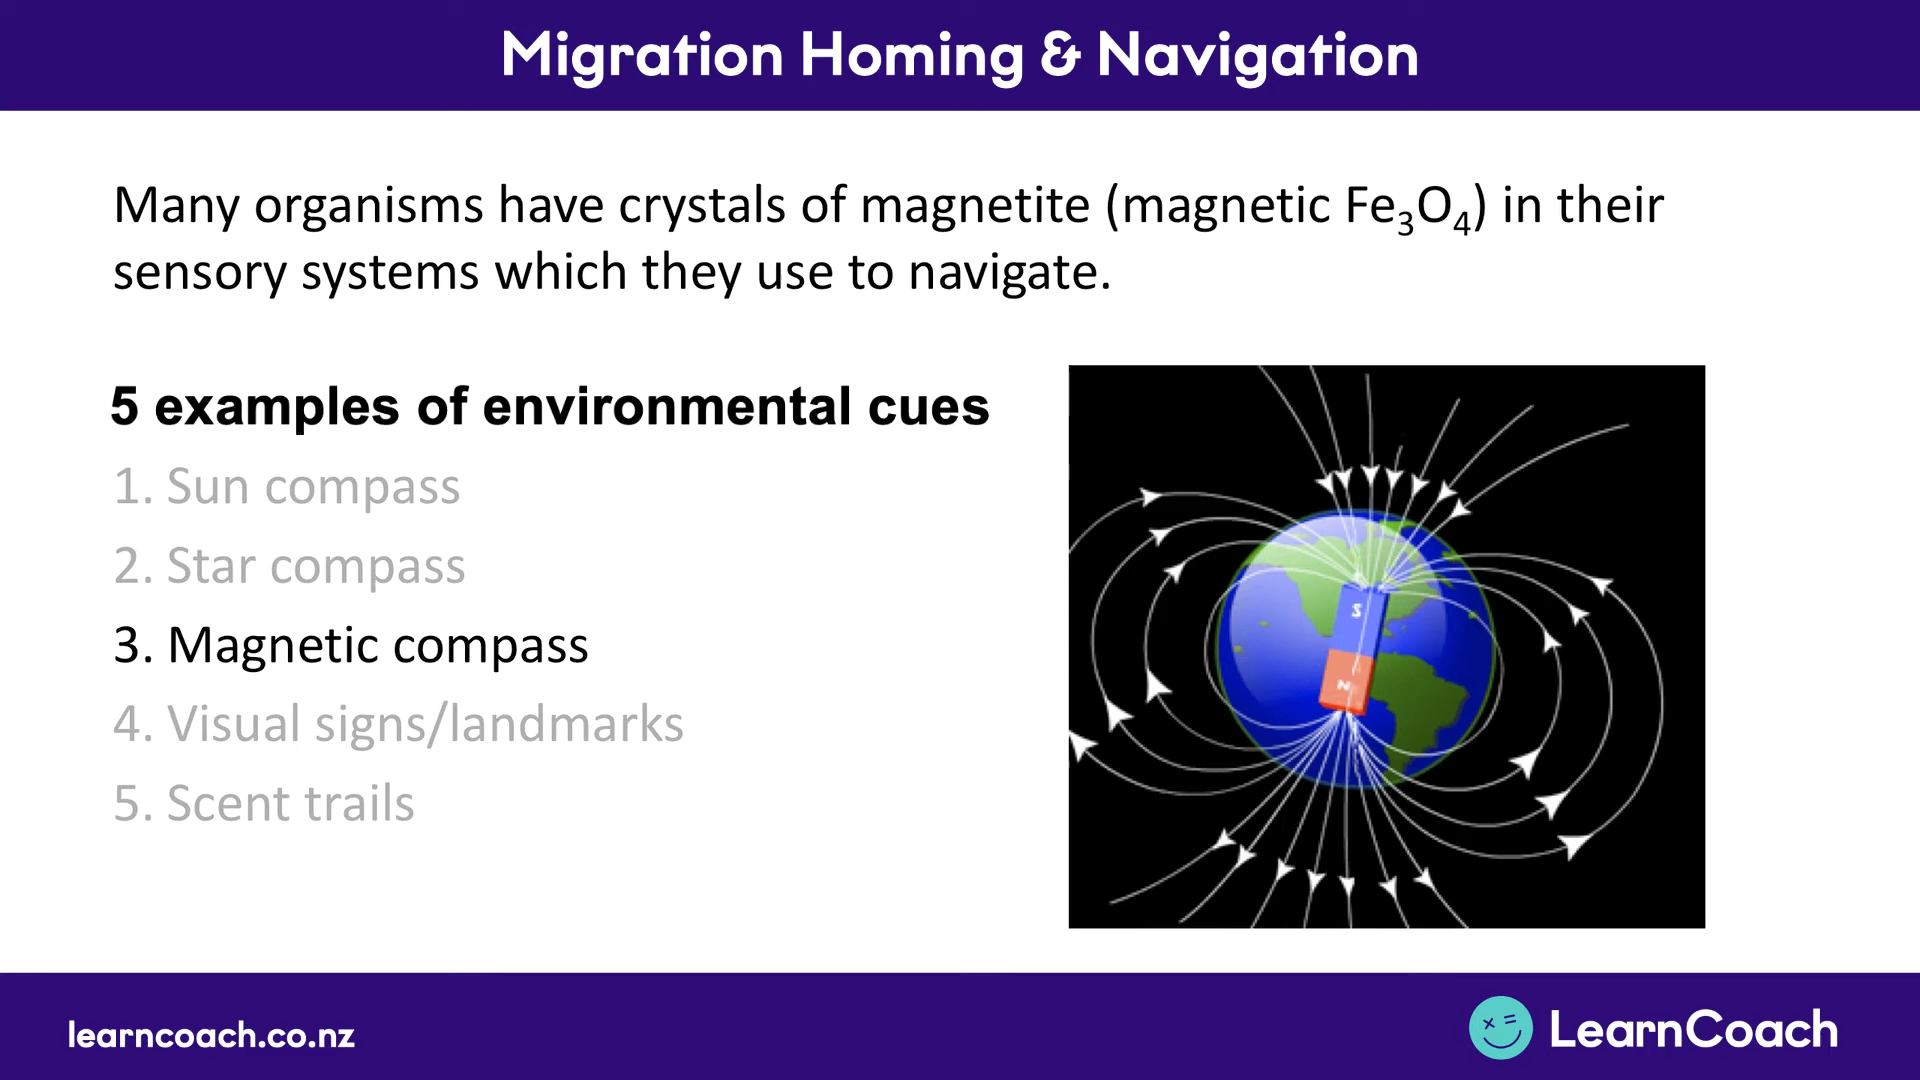 Migration Homing & Navigation
Many organisms have crystals of magnetite (magnetic Fe₃O₄) in their
sensory systems which they use to navigate.
5 examples of environmental cues
1. Sun compass
2. Star compass
3. Magnetic compass
4. Visual signs/landmarks
5. Scent trails
S
N
learncoach.co.nz
LearnCoach